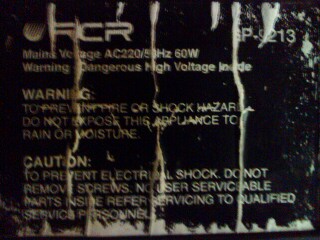 RCR SP-9213
Mains Voltage AC220/50Hz 60W
Warning - Dangerous High Voltage Inside
WARNING:
TO PREVENT FIRE OR SHOCK HAZARD
DO NOT EXPOSE THIS APPLIANCE TO
RAIN OR MOISTURE.
CAUTION:
TO PREVENT ELECTRICAL SHOCK. DO NOT
REMOVE SCREWS. NO USER SERVICABLE
PARTS INSIDE REFER SERVICING TO QUALIFIED
SERVICE PERSONNEL.